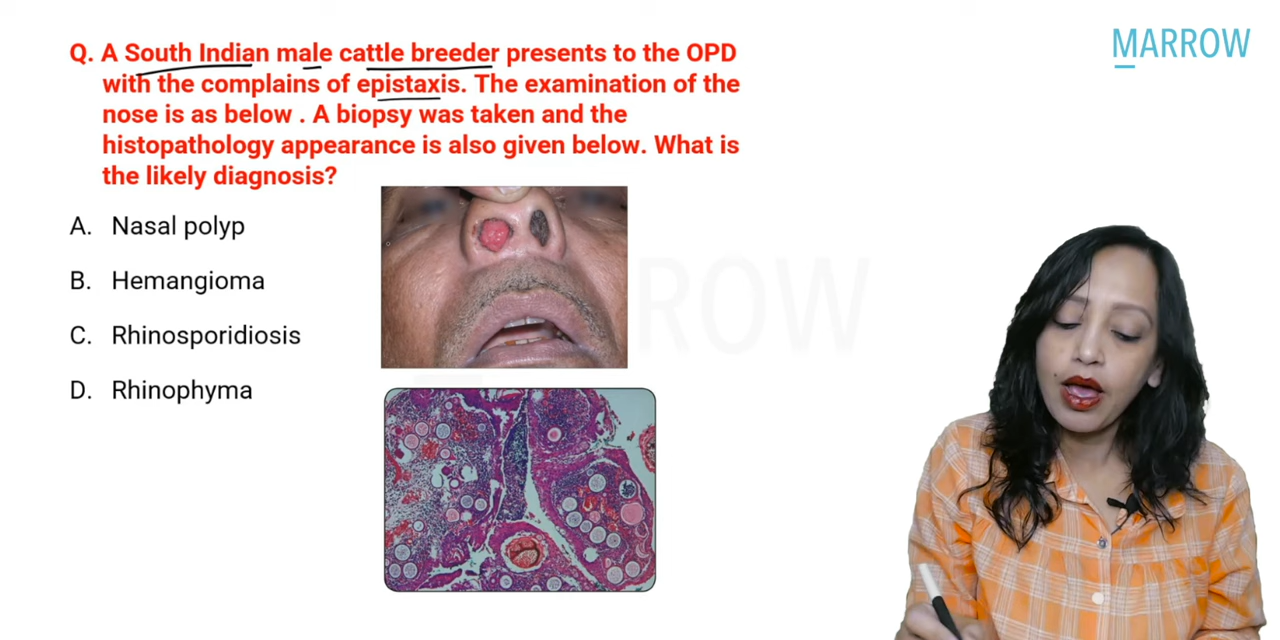 MARROW
Q. A South Indian male cattle breeder presents to the OPD
with the complains of epistaxis. The examination of the
nose is as below . A biopsy was taken and the
histopathology appearance is also given below. What is
the likely diagnosis?
A. Nasal polyp
B. Hemangioma
C. Rhinosporidiosis
D. Rhinophyma